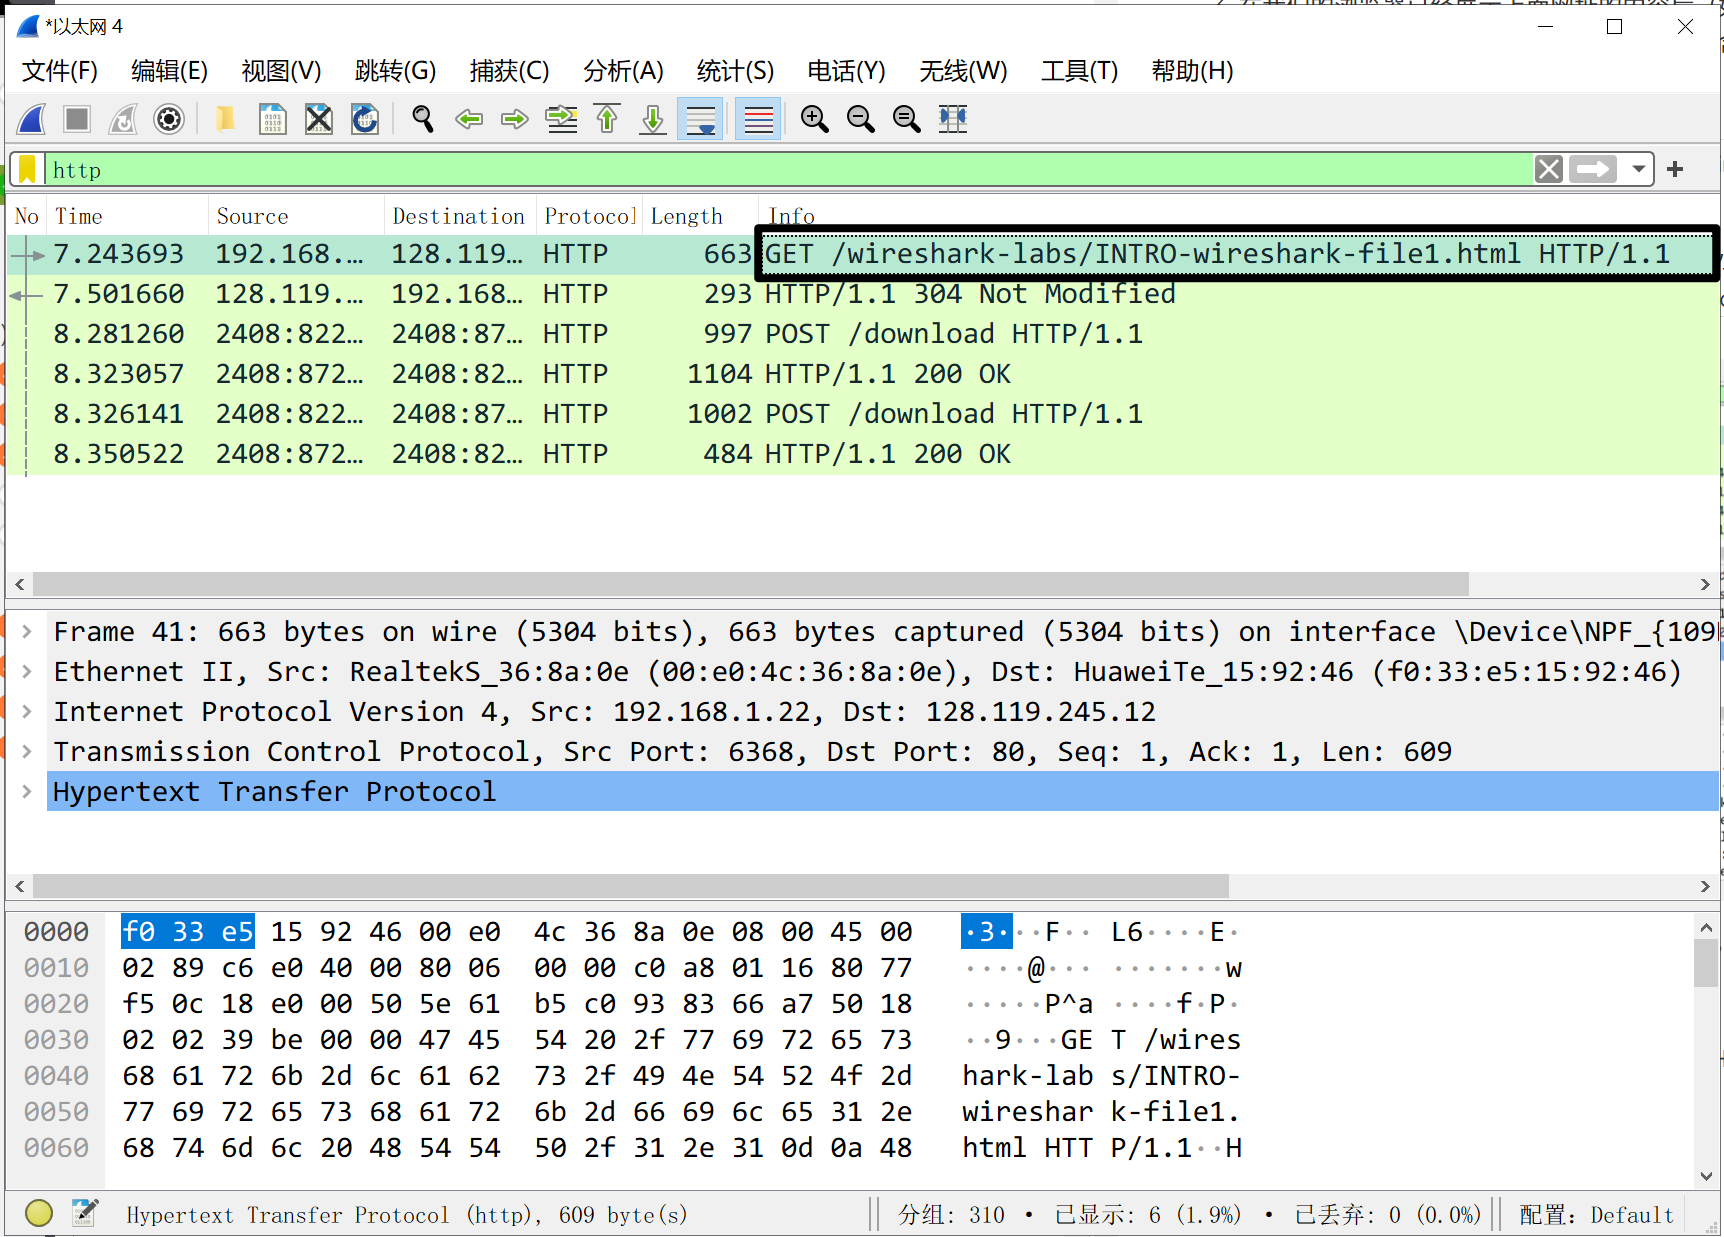 *以太网 4
文件(F) 编辑(E) 视图(V) 跳转(G) 捕获(C) 分析(A) 统计(S) 电话(Y) 无线(W) 工具(T) 帮助(H)
http
No Time Source Destination Protocol Length Info
7.243693 192.168.… 128.119… HTTP 663 GET /wireshark-labs/INTRO-wireshark-file1.html HTTP/1.1
7.501660 128.119.… 192.168… HTTP 293 HTTP/1.1 304 Not Modified
8.281260 2408:822… 2408:87… HTTP 997 POST /download HTTP/1.1
8.323057 2408:872… 2408:82… HTTP 1104 HTTP/1.1 200 OK
8.326141 2408:822… 2408:87… HTTP 1002 POST /download HTTP/1.1
8.350522 2408:872… 2408:82… HTTP 484 HTTP/1.1 200 OK
Frame 41: 663 bytes on wire (5304 bits), 663 bytes captured (5304 bits) on interface \Device\NPF_{109
Ethernet II, Src: RealtekS_36:8a:0e (00:e0:4c:36:8a:0e), Dst: HuaweiTe_15:92:46 (f0:33:e5:15:92:46)
Internet Protocol Version 4, Src: 192.168.1.22, Dst: 128.119.245.12
Transmission Control Protocol, Src Port: 6368, Dst Port: 80, Seq: 1, Ack: 1, Len: 609
Hypertext Transfer Protocol
0000 f0 33 e5 15 92 46 00 e0 4c 36 8a 0e 08 00 45 00 ·3···F·· L6····E·
0010 02 89 c6 e0 40 00 80 06 00 00 c0 a8 01 16 80 77 ····@··· ·······w
0020 f5 0c 18 e0 00 50 5e 61 b5 c0 93 83 66 a7 50 18 ·····P^a ····f·P·
0030 02 02 39 be 00 00 47 45 54 20 2f 77 69 72 65 73 ··9···GE T /wires
0040 68 61 72 6b 2d 6c 61 62 73 2f 49 4e 54 52 4f 2d hark-lab s/INTRO-
0050 77 69 72 65 73 68 61 72 6b 2d 66 69 6c 65 31 2e wireshar k-file1.
0060 68 74 6d 6c 20 48 54 54 50 2f 31 2e 31 0d 0a 48 html HTT P/1.1··H
Hypertext Transfer Protocol (http), 609 byte(s) 分组: 310 · 已显示: 6 (1.9%) · 已丢弃: 0 (0.0%) 配置: Default